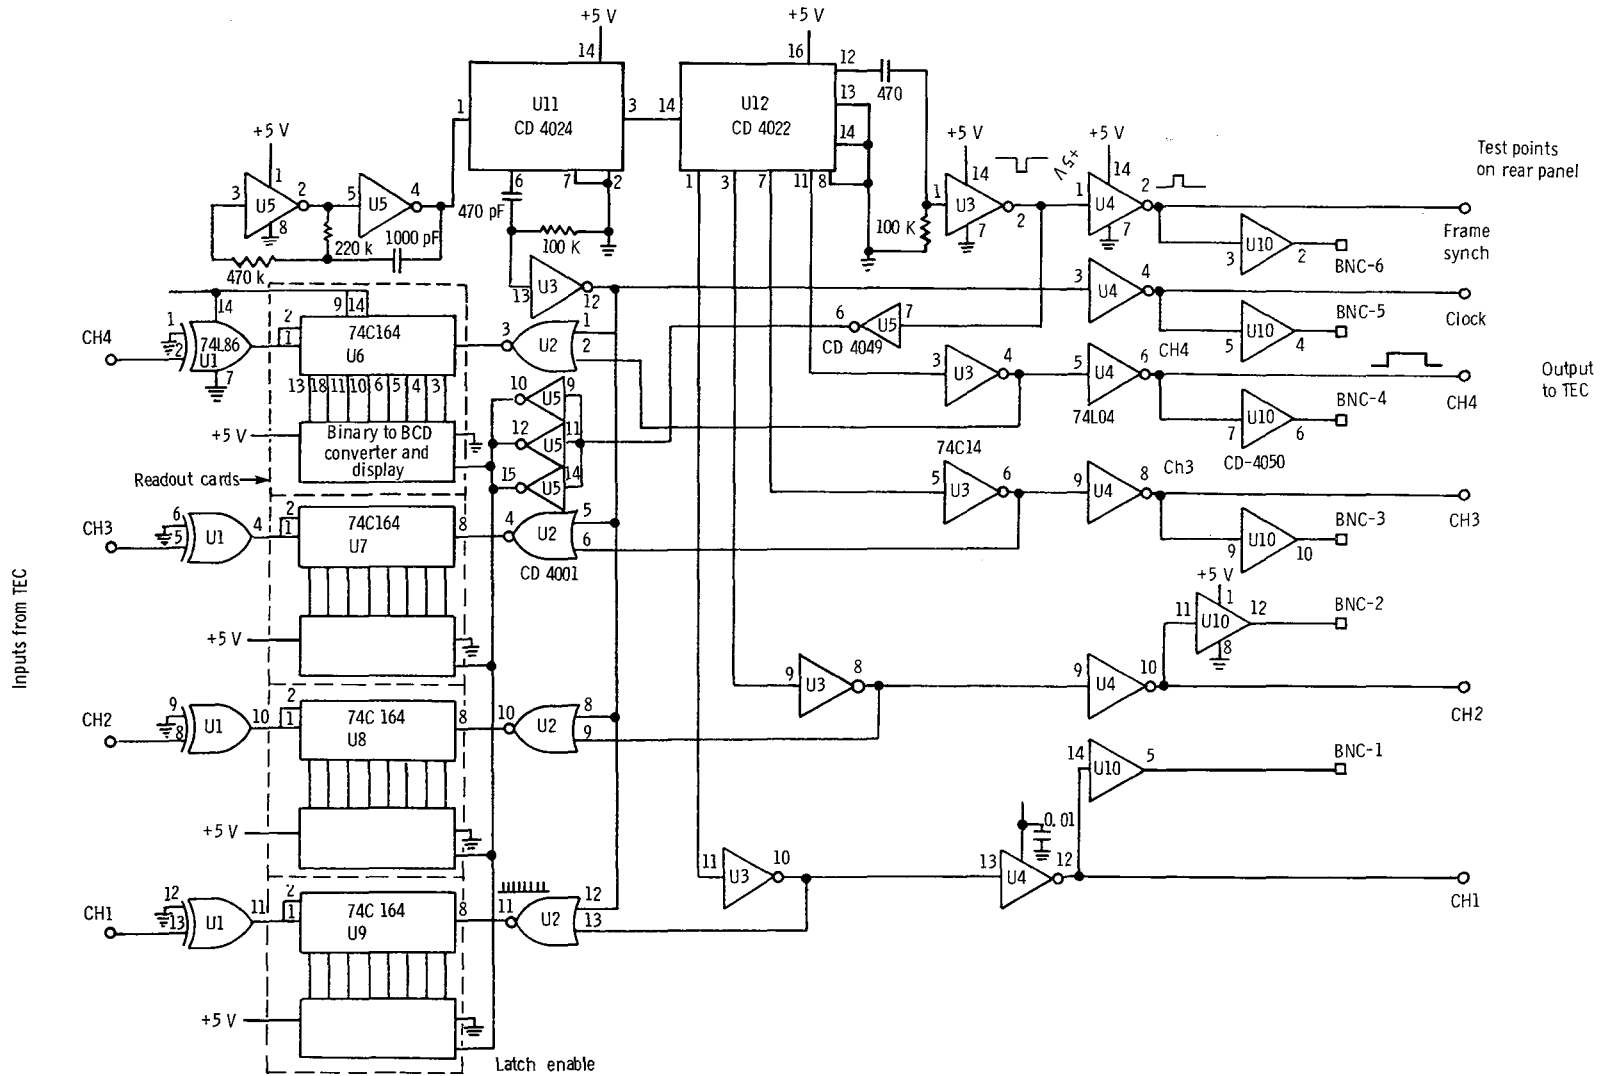 +5 V
+5 V
14
16
12
470
1
U11
CD 4024
3
14
U12
CD 4022
13
14
+5 V
+5 V
+5 V
+5V
Test points
on rear panel
1
3
2
U5
8
5
4
U5
6
7
2
1
3
7
11
8
14
1
U3
2
7
14
1
2
U4
7
470 pF
100 K
100 K
220 k
1000 pF
470 k
Frame
synch
U10
3
2
BNC-6
13
U3
12
3
4
U4
BNC-5
Clock
U10
5
4
9
14
14
CH4
1
2
74L86
U1
7
2
1
74C164
U6
3
1
2
U2
6
7
U5
CD 4049
CH4
3
4
U3
5
6
U4
74L04
Output
to TEC
BNC-4
CH4
U10
7
6
CD-4050
13
18
11
10
6
5
4
3
10
9
U5
12
11
U5
15
14
U5
+5 V
Binary to BCD
converter and
display
Readout cards
74C14
5
6
U3
9
8
U4
Ch3
BNC-3
CH3
U10
9
10
CH3
6
5
U1
4
2
1
74C164
U7
8
4
U2
5
6
CD 4001
Inputs from TEC
+5 V
+5 V
1
11
U10
12
8
BNC-2
9
U3
8
9
10
U4
CH2
CH2
9
8
U1
10
2
1
74C 164
U8
8
10
U2
8
9
14
U10
5
BNC-1
+5 V
0.01
11
U3
10
13
U4
12
CH1
CH1
12
13
U1
11
2
1
74C 164
U9
8
11
U2
12
13
+5 V
Latch enable